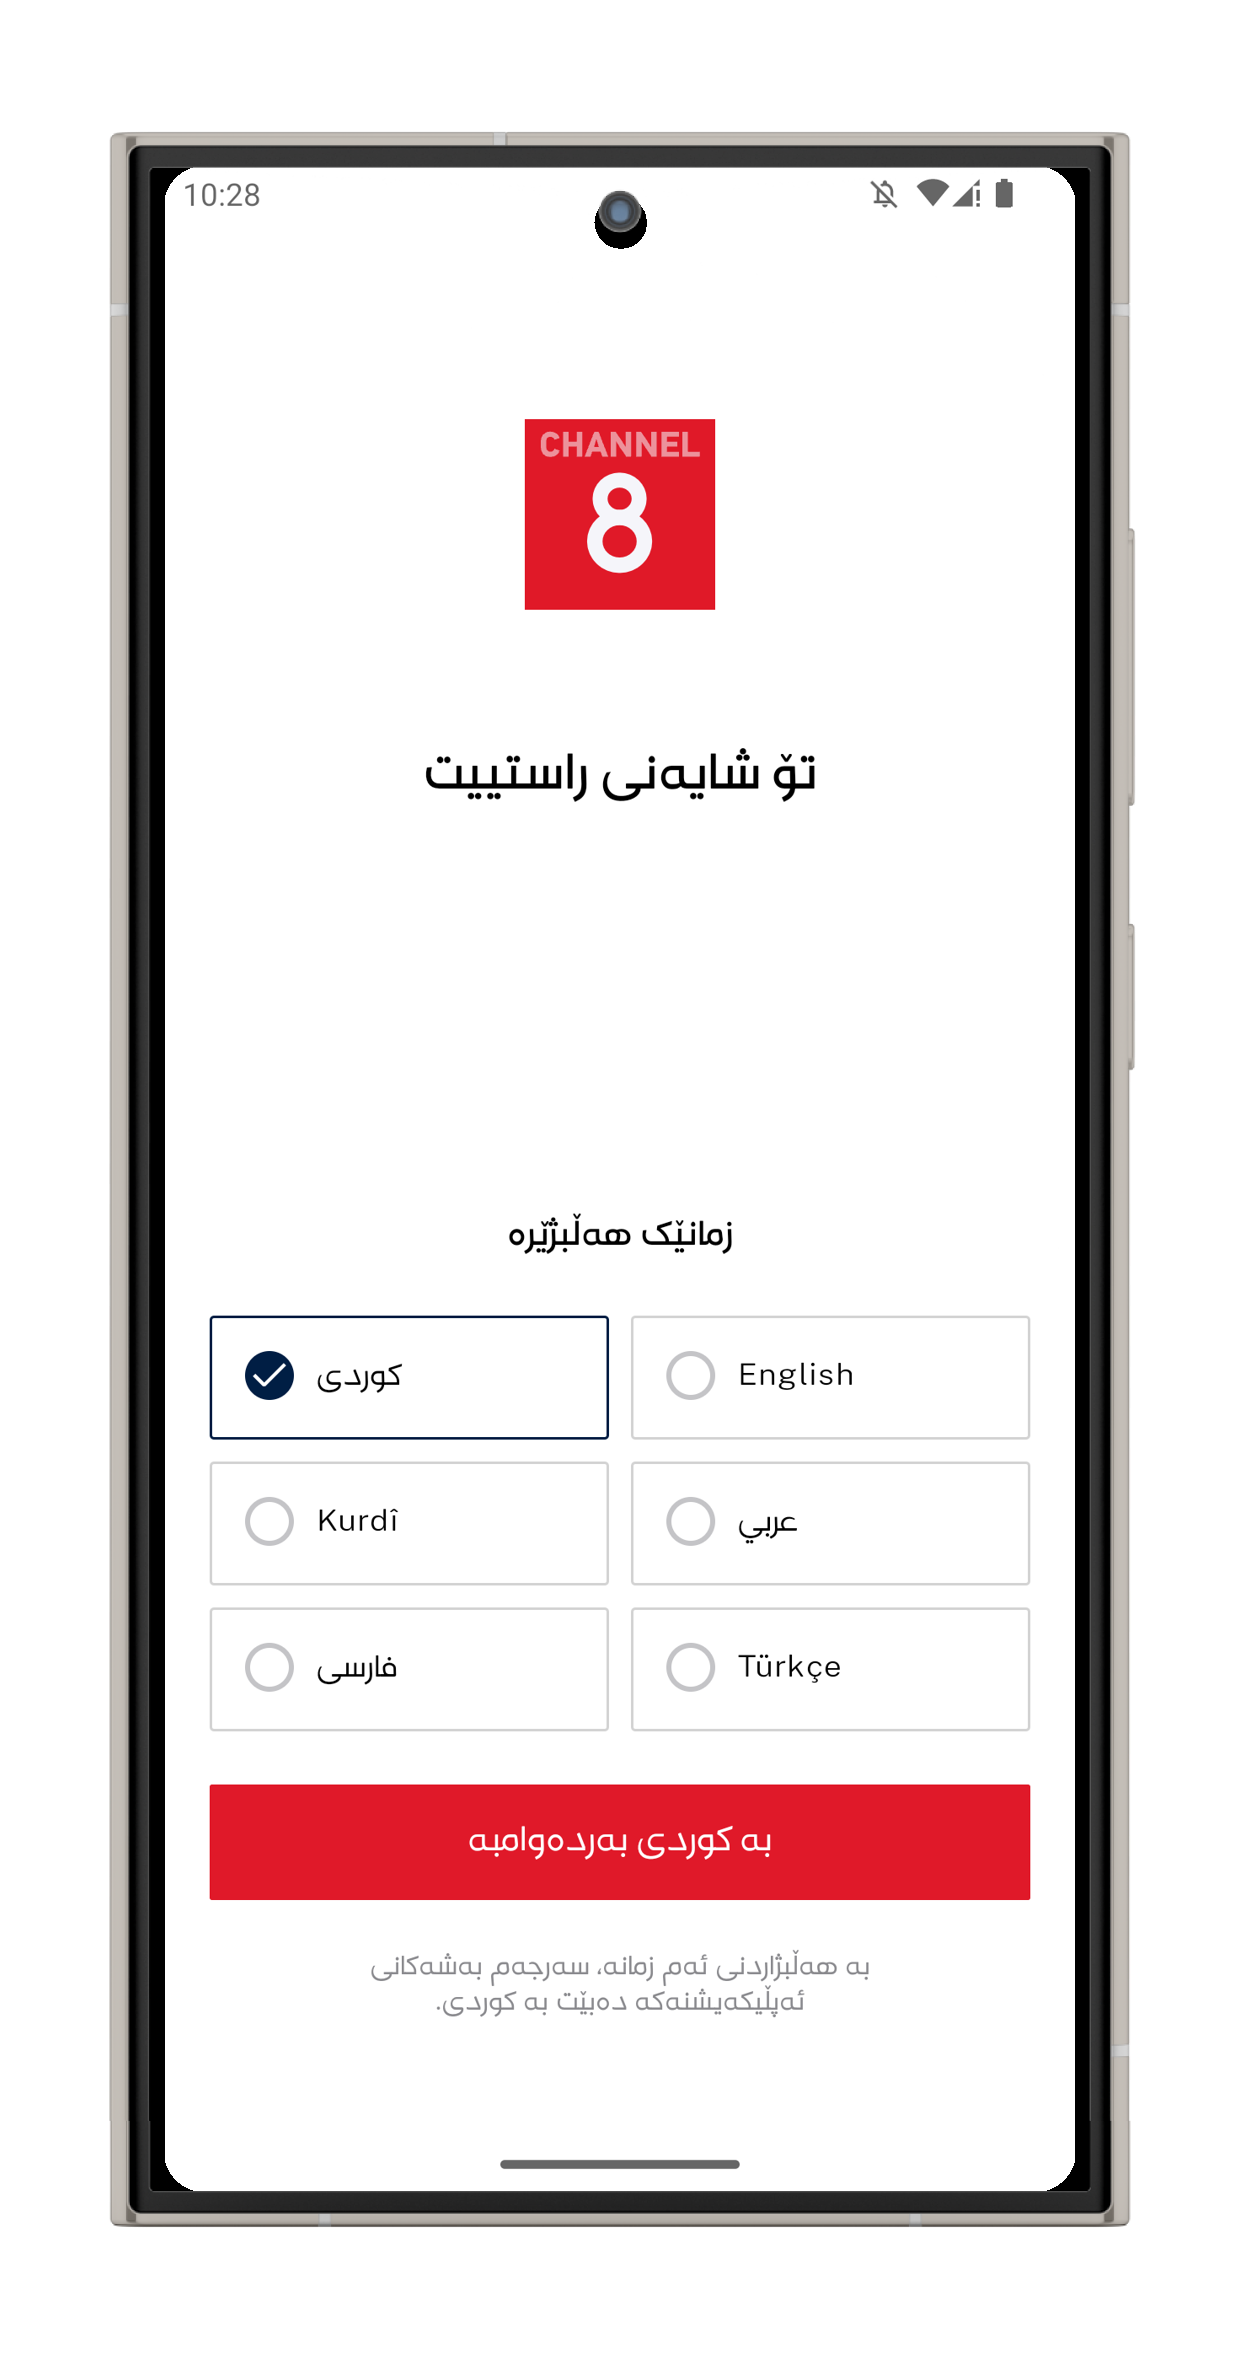 10:28
CHANNEL
8
تۆ شایەنی راستییت
زمانێک هەڵبژێرە
کوردی
English
Kurdî
عربي
فارسی
Türkçe
بە کوردی بەردەوامبە
بە هەڵبژاردنی ئەم زمانە، سەرجەم بەشەکانی
ئەپڵیکەیشنەکە دەبێت بە کوردی.